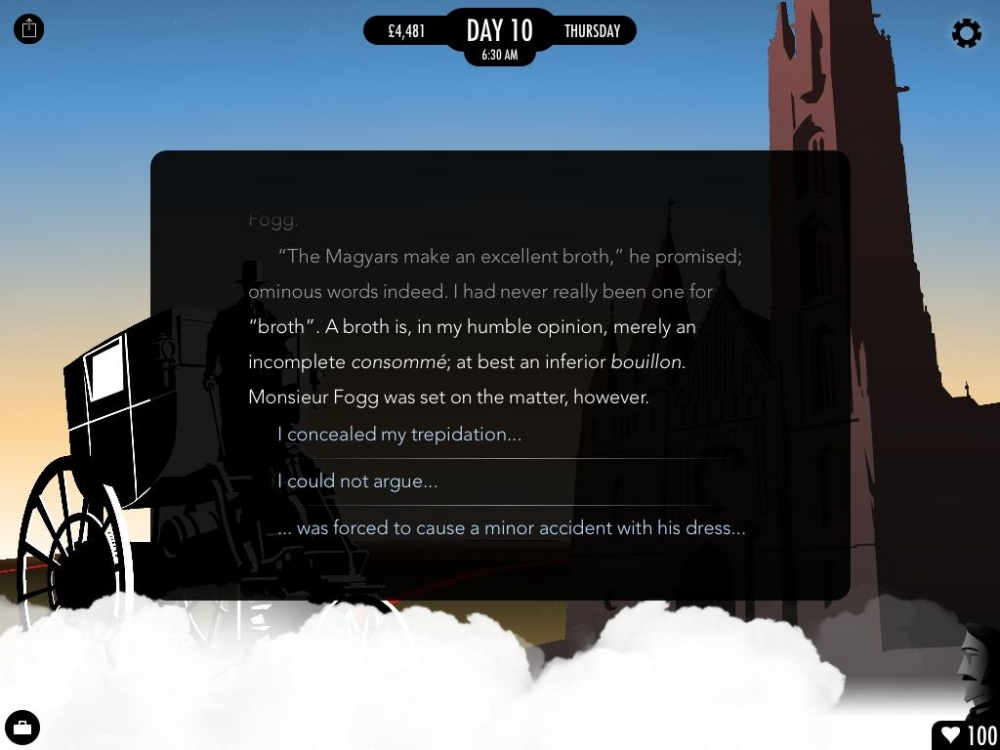 £4,481
DAY 10
THURSDAY
6:30 AM
Fogg.
“The Magyars make an excellent broth,” he promised;
ominous words indeed. I had never really been one for
“broth”. A broth is, in my humble opinion, merely an
incomplete consommé; at best an inferior bouillon.
Monsieur Fogg was set on the matter, however.
I concealed my trepidation...
I could not argue...
... was forced to cause a minor accident with his dress...
100